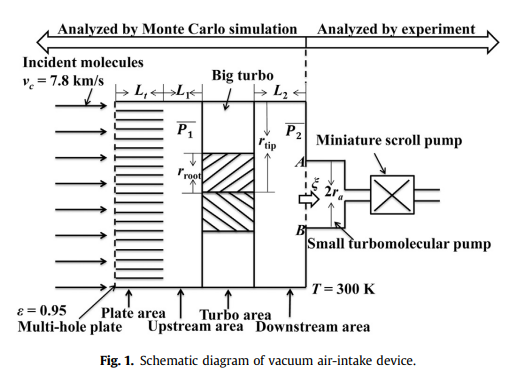 Analyzed by Monte Carlo simulation Analyzed by experiment
Incident molecules
v_c = 7.8 km/s
L_t L_1 Big turbo L_2
P̄_1 P̄_2
r_tip
r_root
Miniature scroll pump
A
ξ 2r_a
B
Small turbomolecular pump
T = 300 K
ε = 0.95
Multi-hole plate
Plate area Turbo area
Upstream area Downstream area
Fig. 1. Schematic diagram of vacuum air-intake device.